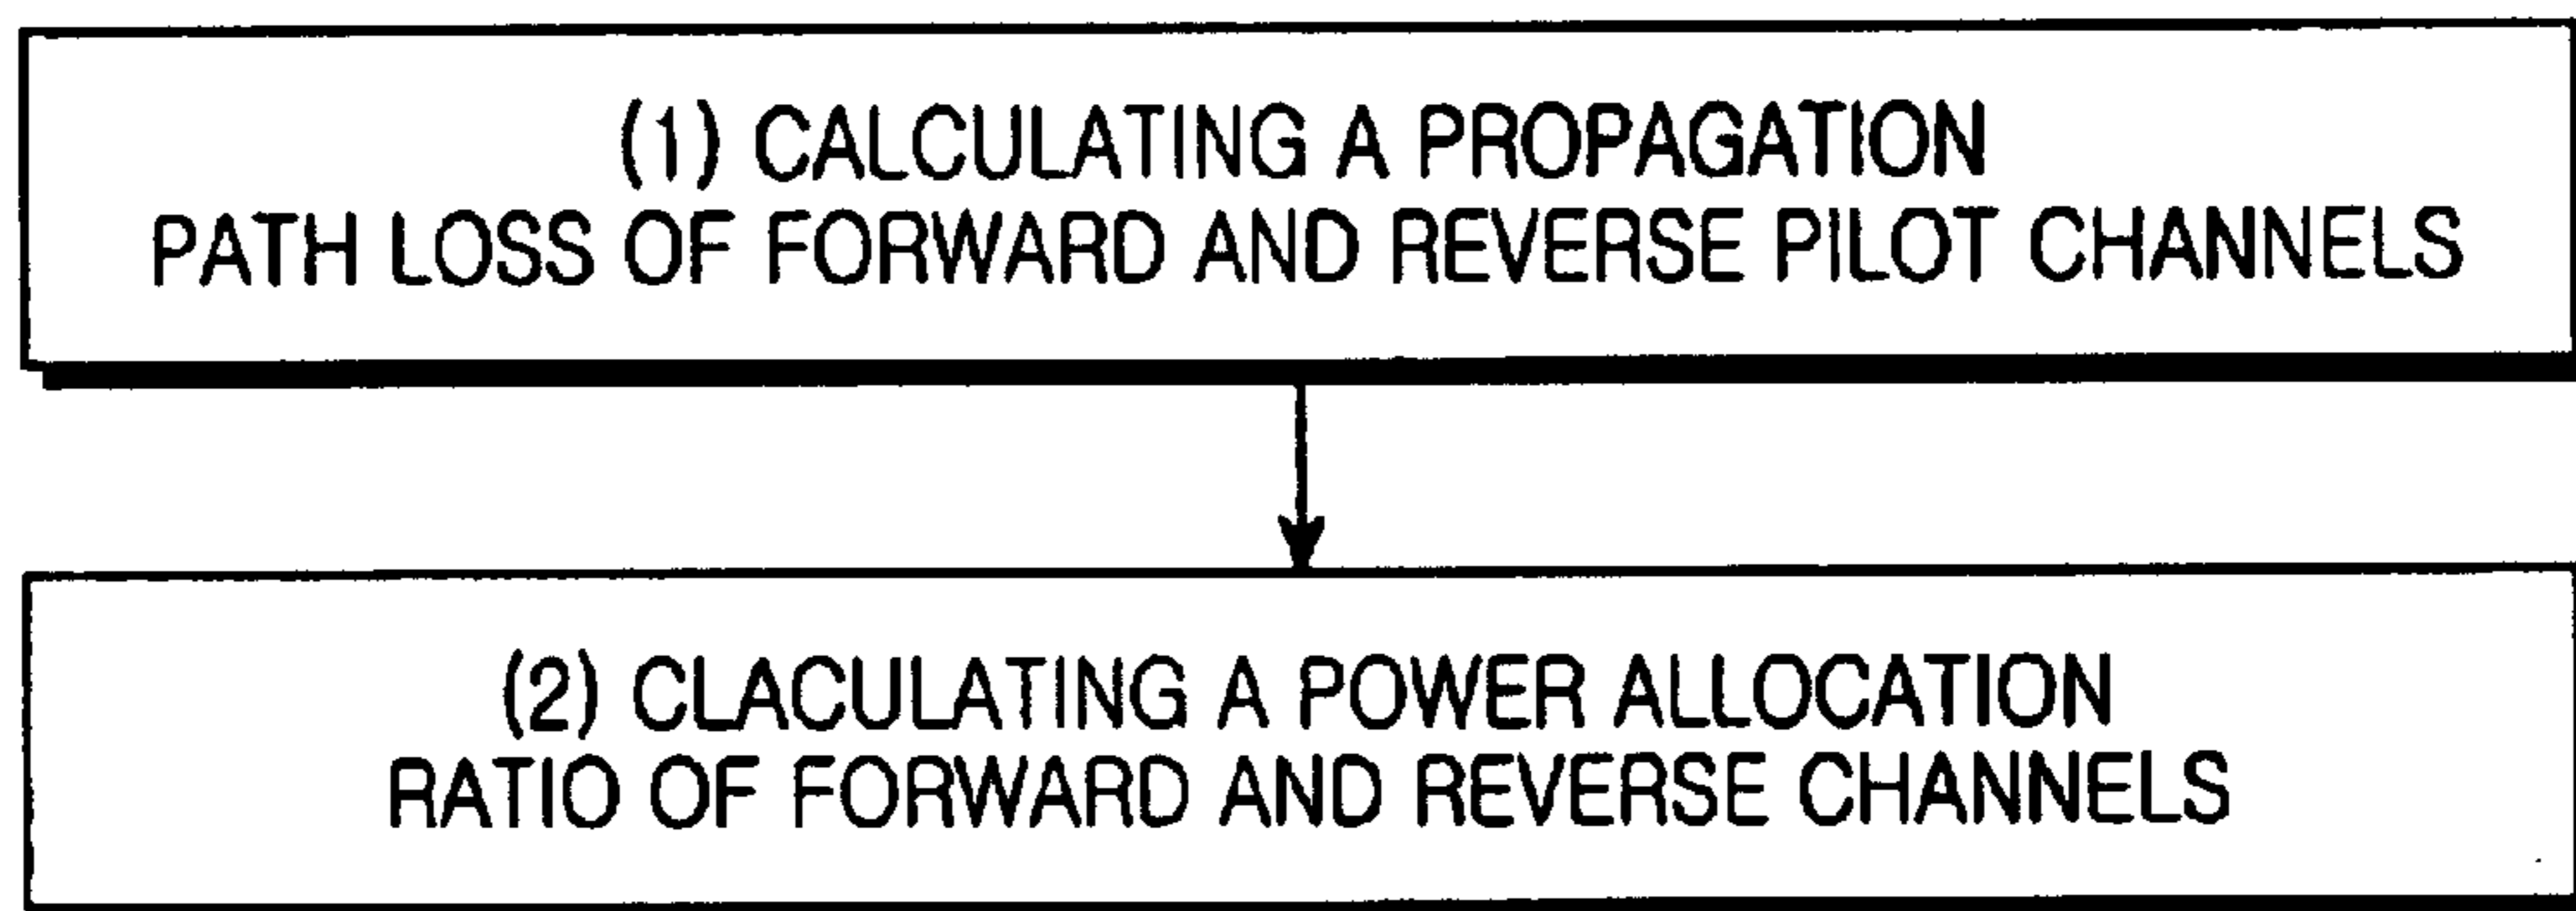 (1) CALCULATING A PROPAGATION
PATH LOSS OF FORWARD AND REVERSE PILOT CHANNELS
(2) CLACULATING A POWER ALLOCATION
RATIO OF FORWARD AND REVERSE CHANNELS